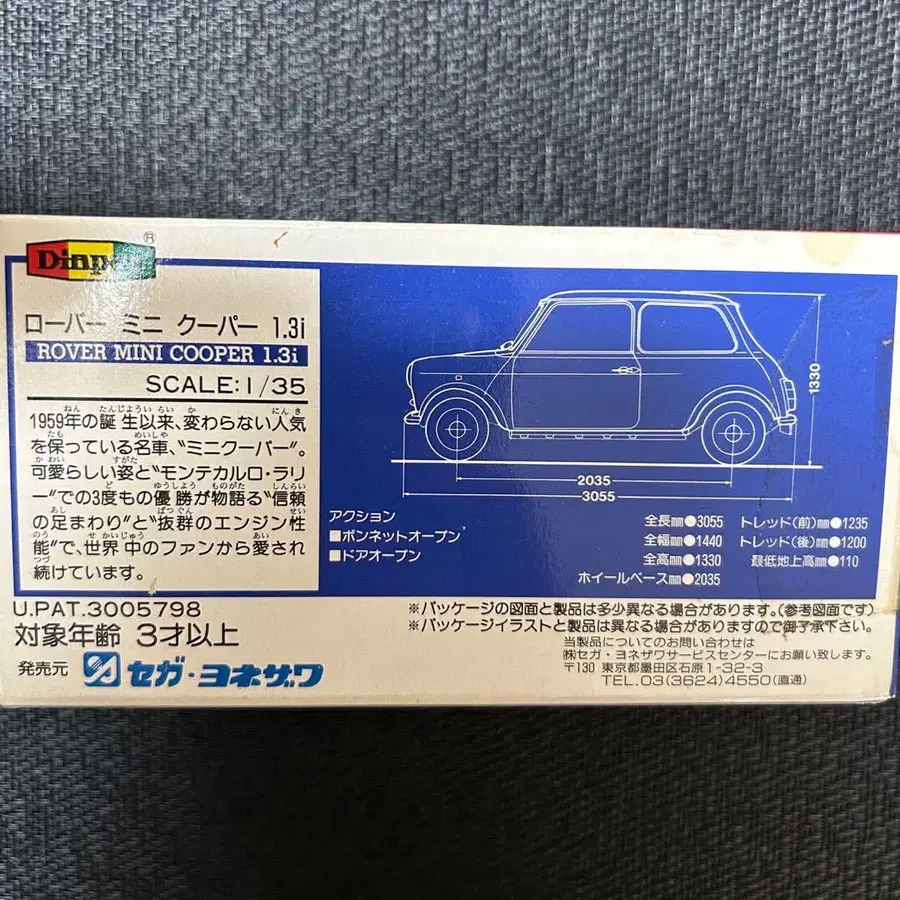 Diapet
®
ローバー ミニ クーパー 1.3i
ROVER MINI COOPER 1.3i
SCALE:1/35
1959年の誕生以来、変わらない人気
を保っている名車、“ミニクーパー”。
可愛らしい姿と“モンテカルロ・ラリ
ー”での3度もの優勝が物語る“信頼
の足まわり”と“抜群のエンジン性
能”で、世界中のファンから愛され
続けています。
1330
2035
3055
アクション
■ボンネットオープン
■ドアオープン
全長mm●3055 トレッド(前)mm●1235
全幅mm●1440 トレッド(後)mm●1200
全高mm●1330 最低地上高mm●110
ホイールベースmm●2035
U.PAT.3005798
対象年齢 3才以上
発売元 セガ・ヨネザワ
※パッケージの図面と製品は多少異なる場合があります。(参考図面です)
※パッケージイラストと製品は異なる場合がありますので御了承下さい。
当製品についてのお問い合わせは
㈱セガ・ヨネザワサービスセンターにお願い致します。
〒130 東京都墨田区石原1-32-3
TEL.03(3624)4550(直通)